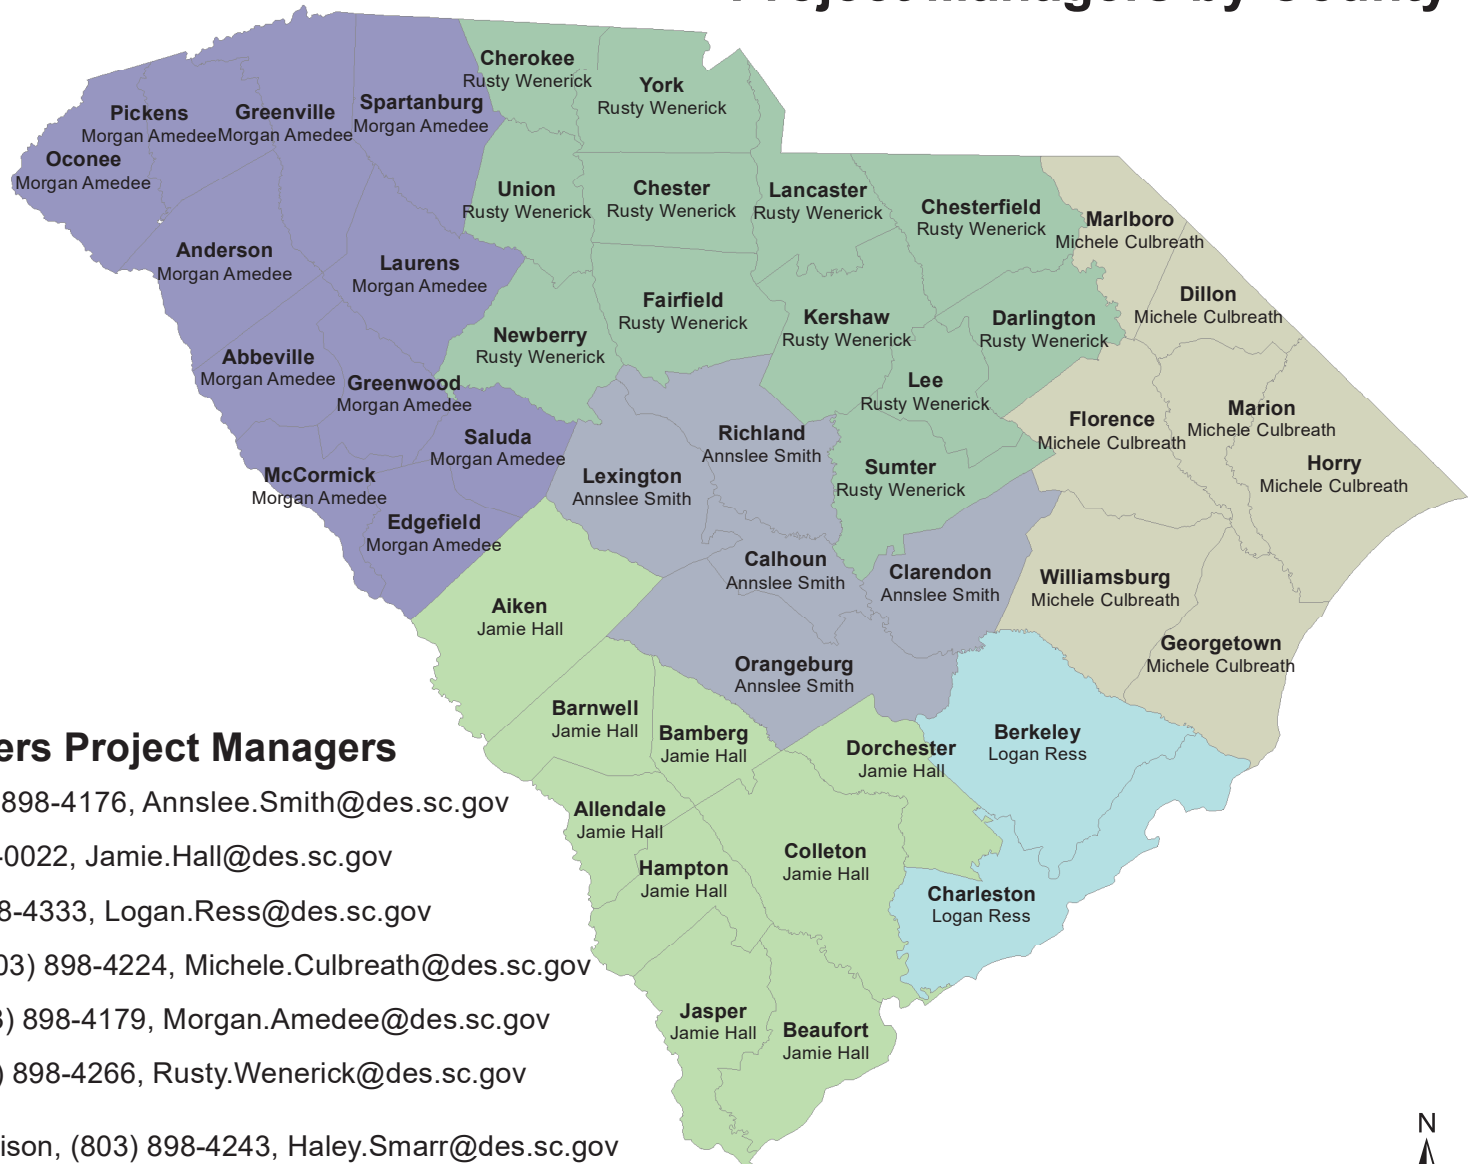 Project Managers by County
Cherokee
Rusty Wenerick
York
Rusty Wenerick
Pickens
Morgan Amedee
Greenville
Morgan Amedee
Spartanburg
Morgan Amedee
Oconee
Morgan Amedee
Union
Rusty Wenerick
Chester
Rusty Wenerick
Lancaster
Rusty Wenerick
Chesterfield
Rusty Wenerick
Marlboro
Michele Culbreath
Anderson
Morgan Amedee
Laurens
Morgan Amedee
Dillon
Michele Culbreath
Fairfield
Rusty Wenerick
Kershaw
Rusty Wenerick
Darlington
Rusty Wenerick
Newberry
Rusty Wenerick
Abbeville
Morgan Amedee
Greenwood
Morgan Amedee
Lee
Rusty Wenerick
Florence
Michele Culbreath
Marion
Michele Culbreath
Saluda
Morgan Amedee
Richland
Annslee Smith
Horry
Michele Culbreath
McCormick
Morgan Amedee
Lexington
Annslee Smith
Sumter
Rusty Wenerick
Edgefield
Morgan Amedee
Calhoun
Annslee Smith
Clarendon
Annslee Smith
Williamsburg
Michele Culbreath
Aiken
Jamie Hall
Georgetown
Michele Culbreath
Orangeburg
Annslee Smith
Barnwell
Jamie Hall
Bamberg
Jamie Hall
Dorchester
Jamie Hall
Berkeley
Logan Ress
Allendale
Jamie Hall
Hampton
Jamie Hall
Colleton
Jamie Hall
Charleston
Logan Ress
Jasper
Jamie Hall
Beaufort
Jamie Hall
ers Project Managers
898-4176, Annslee.Smith@des.sc.gov
-0022, Jamie.Hall@des.sc.gov
8-4333, Logan.Ress@des.sc.gov
03) 898-4224, Michele.Culbreath@des.sc.gov
3) 898-4179, Morgan.Amedee@des.sc.gov
) 898-4266, Rusty.Wenerick@des.sc.gov
ison, (803) 898-4243, Haley.Smarr@des.sc.gov
N